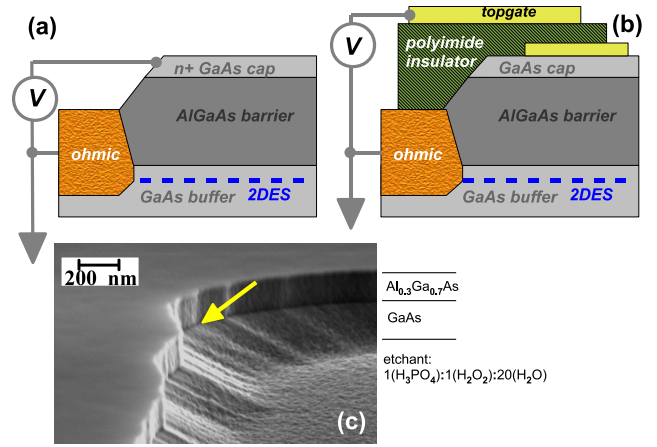 (a)
V
n+ GaAs cap
AlGaAs barrier
ohmic
2DES
GaAs buffer
(b)
topgate
V
polyimide
insulator
GaAs cap
AlGaAs barrier
ohmic
2DES
GaAs buffer
200 nm
(c)
Al₀.₃Ga₀.₇As
GaAs
etchant:
1(H₃PO₄):1(H₂O₂):20(H₂O)